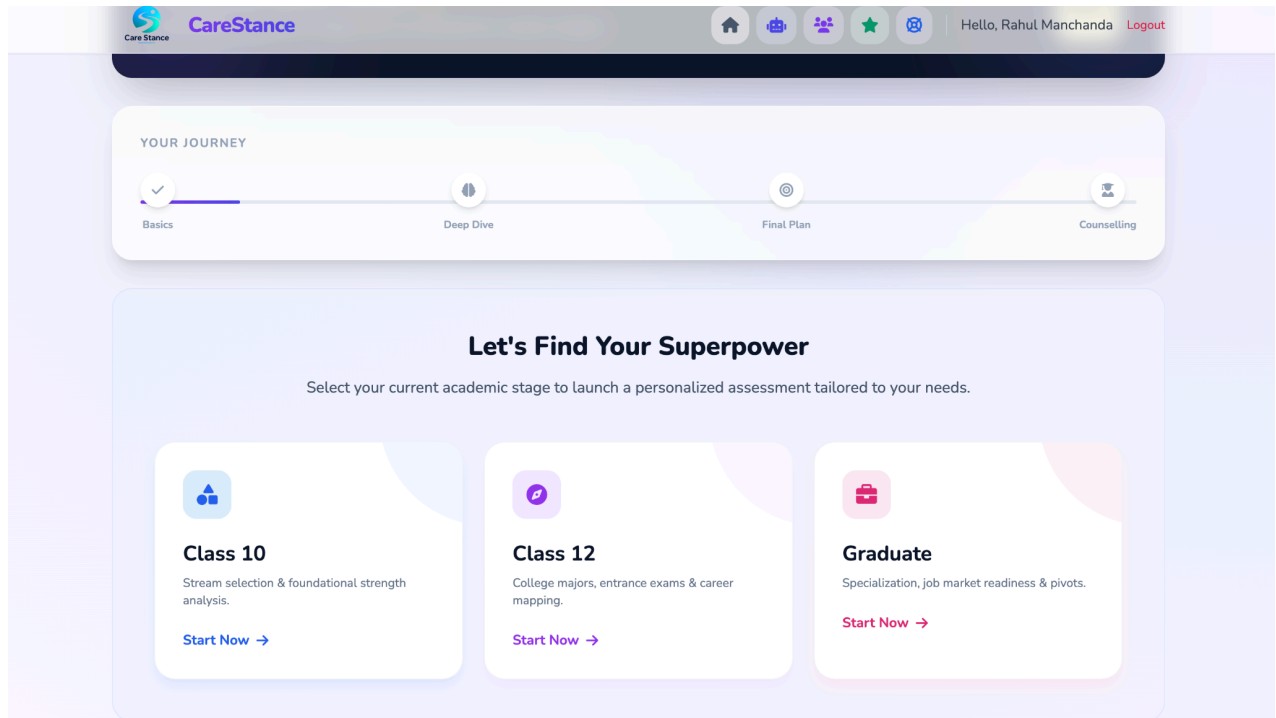 Care Stance
CareStance
Hello, Rahul Manchanda
Logout
YOUR JOURNEY
Basics
Deep Dive
Final Plan
Counselling
Let's Find Your Superpower
Select your current academic stage to launch a personalized assessment tailored to your needs.
Class 10
Stream selection & foundational strength
analysis.
Start Now →
Class 12
College majors, entrance exams & career
mapping.
Start Now →
Graduate
Specialization, job market readiness & pivots.
Start Now →